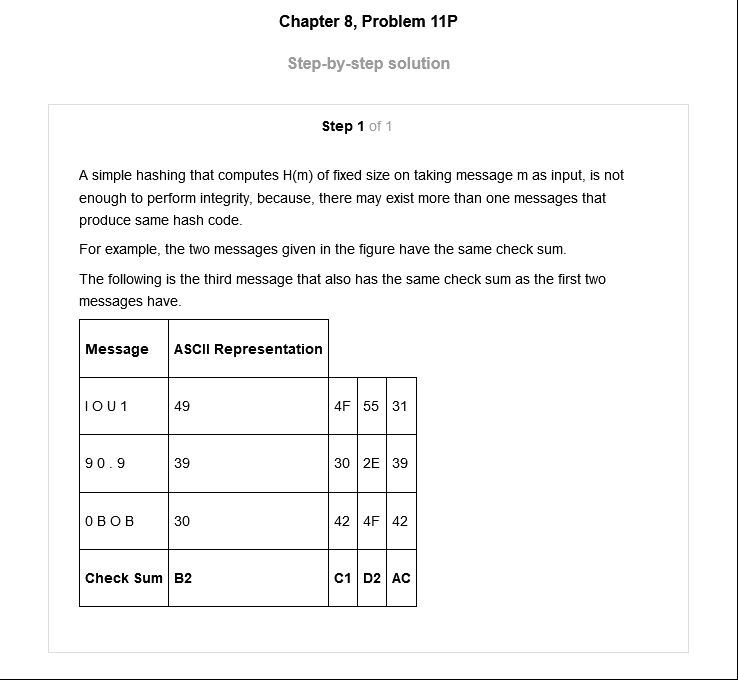 Chapter 8, Problem 11P
Step-by-step solution
Step 1 of 1
A simple hashing that computes H(m) of fixed size on taking message m as input, is not
enough to perform integrity, because, there may exist more than one messages that
produce same hash code.
For example, the two messages given in the figure have the same check sum.
The following is the third message that also has the same check sum as the first two
messages have.
Message ASCII Representation
I O U 1 49 4F 55 31
9 0 . 9 39 30 2E 39
0 B O B 30 42 4F 42
Check Sum B2 C1 D2 AC